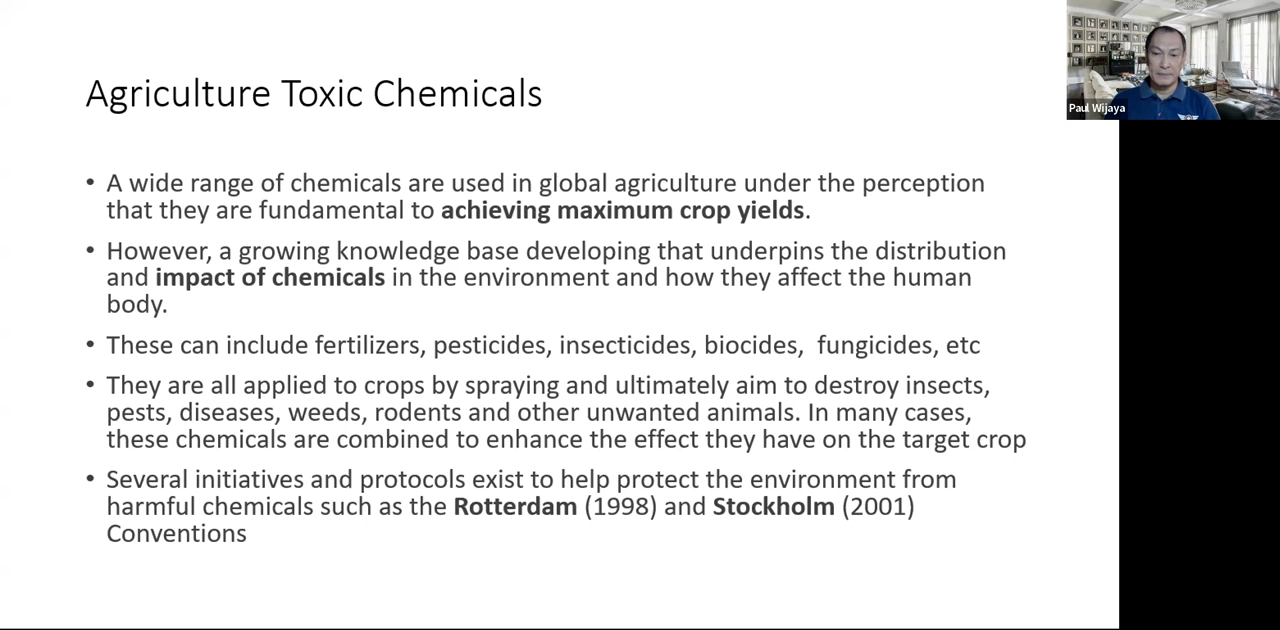 Agriculture Toxic Chemicals
• A wide range of chemicals are used in global agriculture under the perception
that they are fundamental to achieving maximum crop yields.
• However, a growing knowledge base developing that underpins the distribution
and impact of chemicals in the environment and how they affect the human
body.
• These can include fertilizers, pesticides, insecticides, biocides,  fungicides, etc
• They are all applied to crops by spraying and ultimately aim to destroy insects,
pests, diseases, weeds, rodents and other unwanted animals. In many cases,
these chemicals are combined to enhance the effect they have on the target crop
• Several initiatives and protocols exist to help protect the environment from
harmful chemicals such as the Rotterdam (1998) and Stockholm (2001)
Conventions
Paul Wijaya